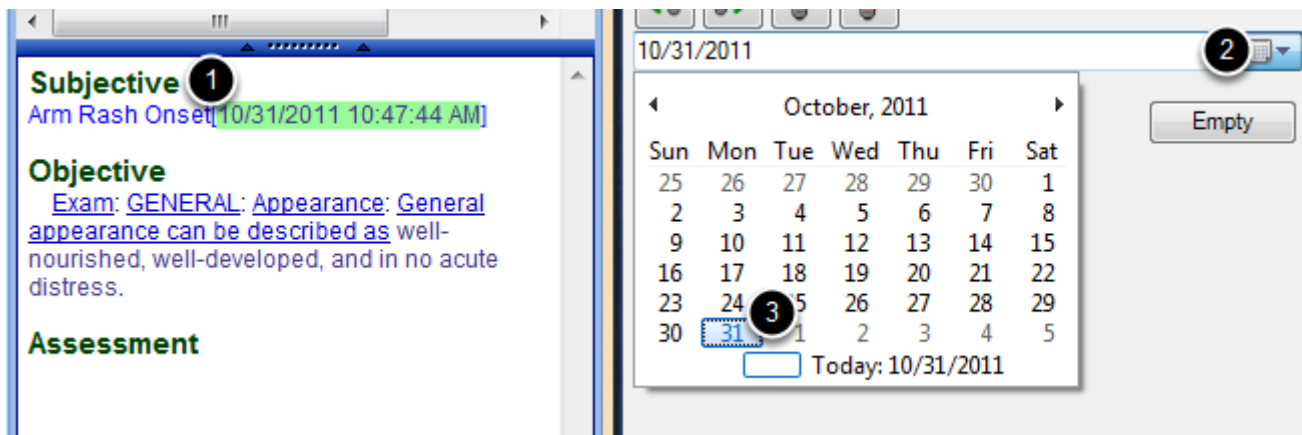 Subjective 1
Arm Rash Onset[10/31/2011 10:47:44 AM]
Objective
Exam: GENERAL: Appearance: General
appearance can be described as well-
nourished, well-developed, and in no acute
distress.
Assessment
10/31/2011 2
October, 2011
Sun Mon Tue Wed Thu Fri Sat
25 26 27 28 29 30 1
2 3 4 5 6 7 8
9 10 11 12 13 14 15
16 17 18 19 20 21 22
23 24 3 5 26 27 28 29
30 31 1 2 3 4 5
Today: 10/31/2011
Empty